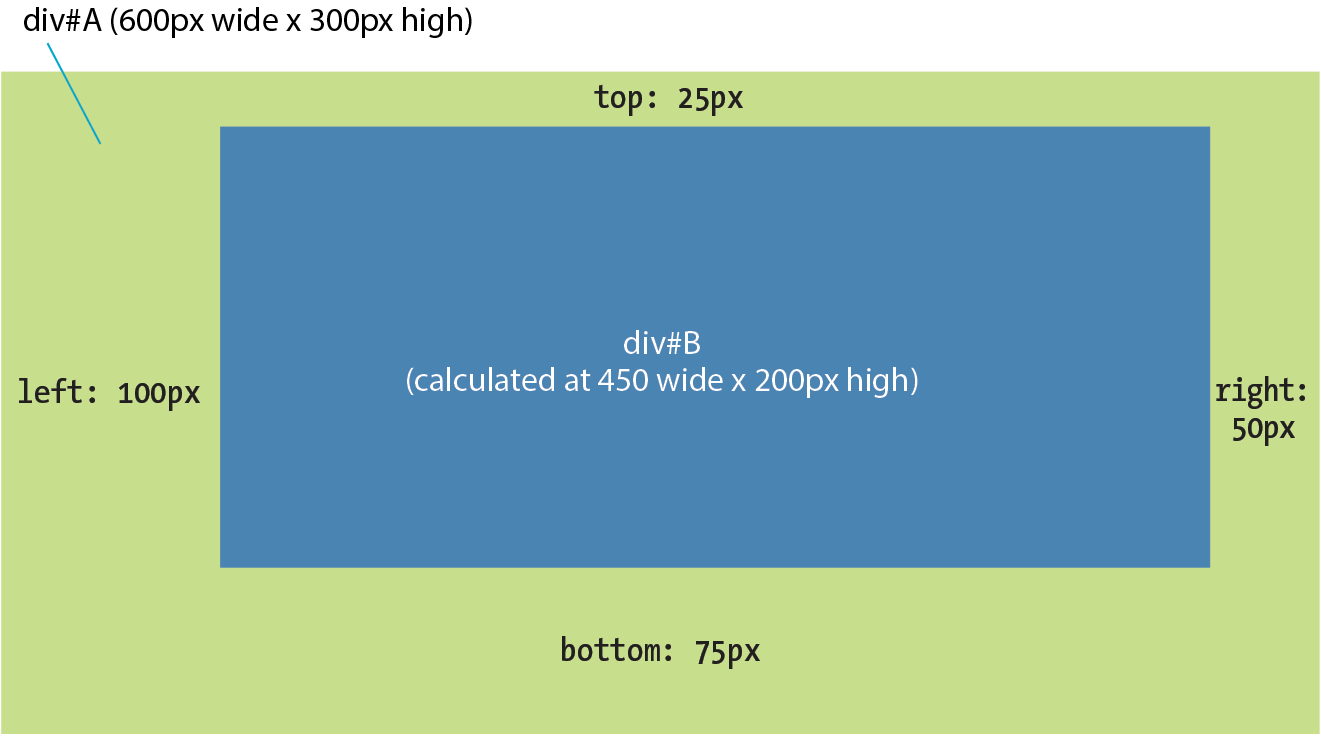 div#A (600px wide x 300px high)
top: 25px
div#B
(calculated at 450 wide x 200px high)
left: 100px
right:
50px
bottom: 75px